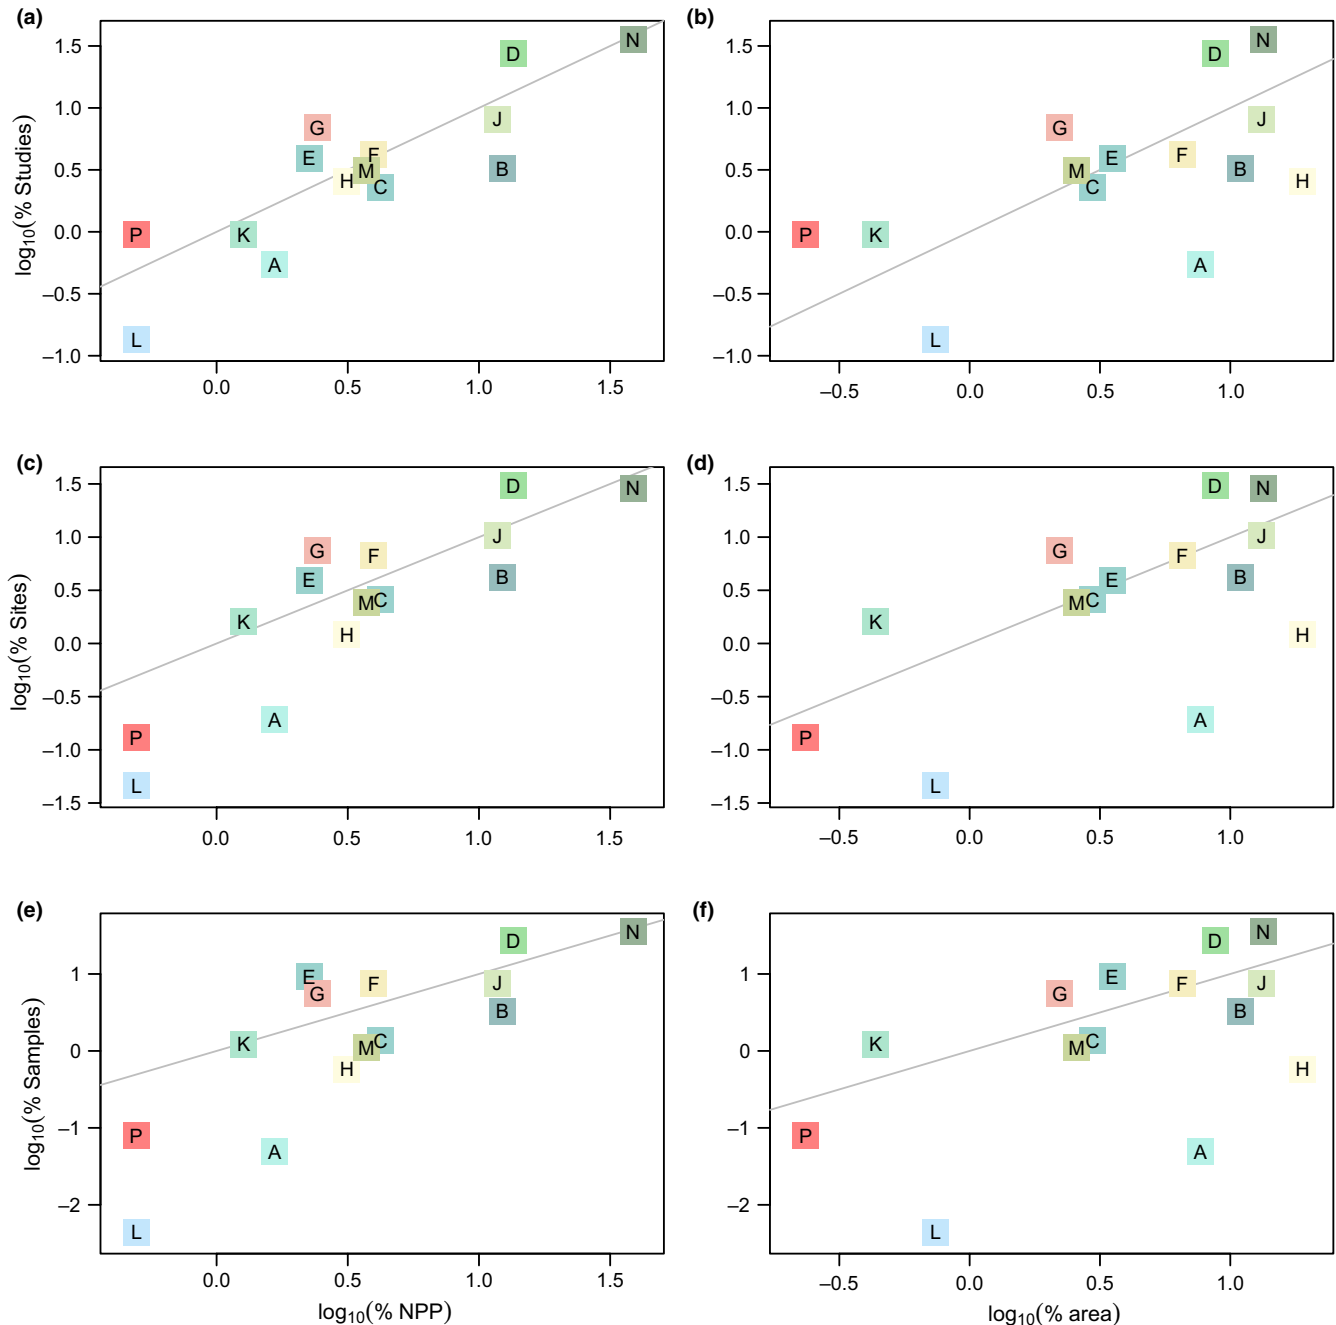 (a)
log10(% Studies)
1.5
1.0
0.5
0.0
–0.5
–1.0
N
D
J
G
F
E
M
B
H
C
P
K
A
L
0.0
0.5
1.0
1.5
(b)
1.5
1.0
0.5
0.0
–0.5
–1.0
N
D
J
G
F
E
M
B
H
C
P
K
A
L
–0.5
0.0
0.5
1.0
(c)
log10(% Sites)
1.5
1.0
0.5
0.0
–0.5
–1.0
–1.5
D
N
J
G
F
E
B
M
C
K
H
A
P
L
0.0
0.5
1.0
1.5
(d)
1.5
1.0
0.5
0.0
–0.5
–1.0
–1.5
D
N
J
G
F
E
B
M
C
K
H
A
P
L
–0.5
0.0
0.5
1.0
(e)
log10(% Samples)
1
0
–1
–2
N
D
E
G
F
J
B
K
M
C
H
P
A
L
0.0
0.5
1.0
1.5
log10(% NPP)
(f)
1
0
–1
–2
N
D
E
G
F
J
B
K
M
C
H
P
A
L
–0.5
0.0
0.5
1.0
log10(% area)